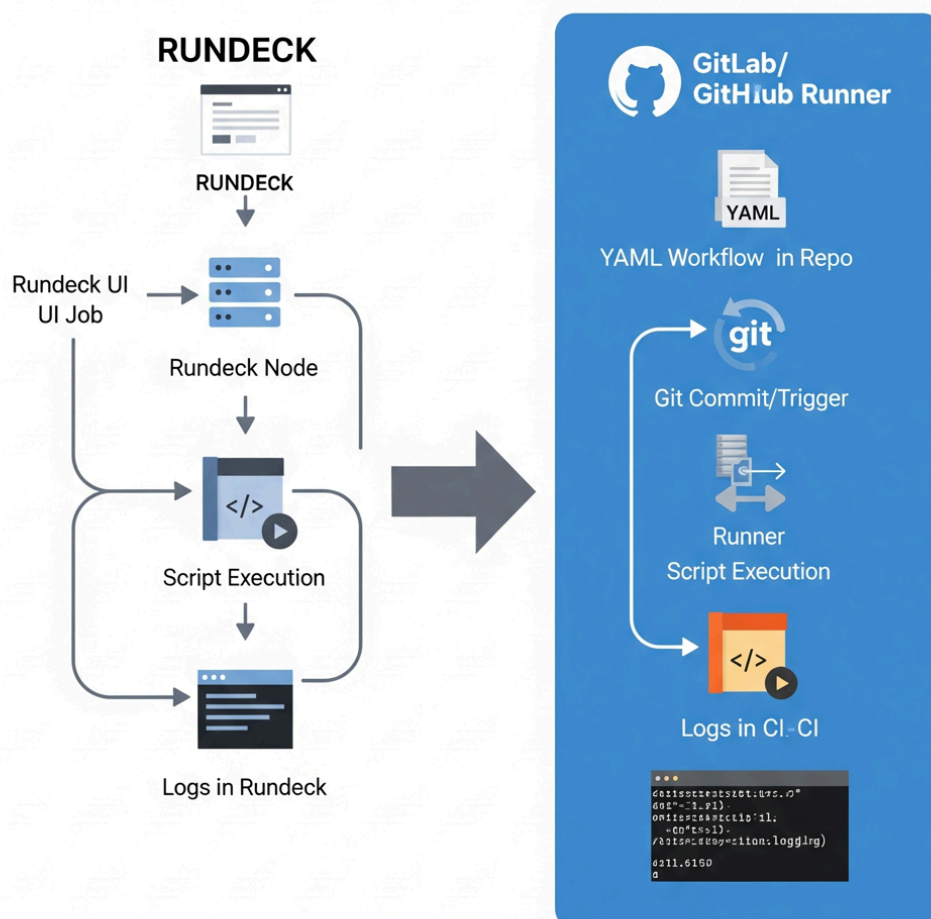 RUNDECK
RUNDECK
Rundeck UI
UI Job
Rundeck Node
</>
Script Execution
Logs in Rundeck
GitLab/
GitHub Runner
YAML
YAML Workflow in Repo
git
Git Commit/Trigger
Runner
Script Execution
</>
Logs in CI.-CI